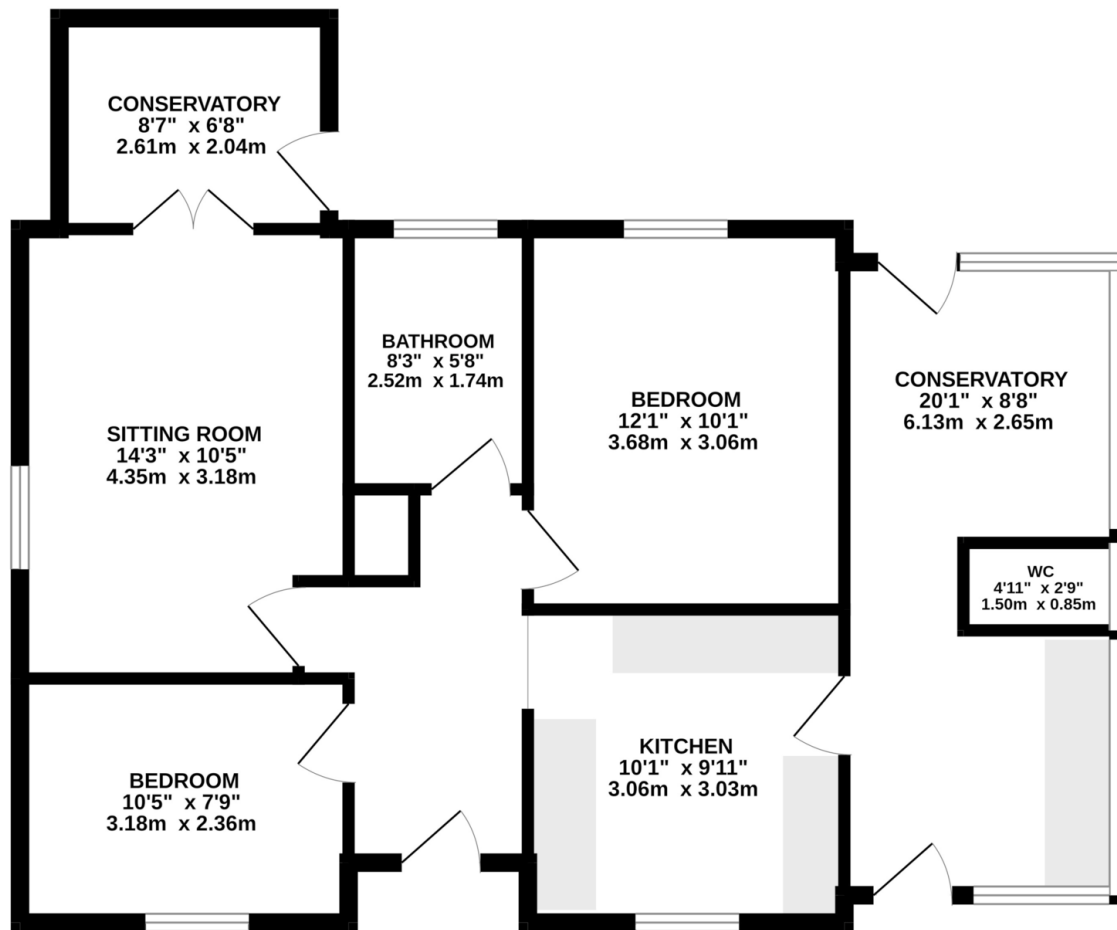 CONSERVATORY
8'7" x 6'8"
2.61m x 2.04m
BATHROOM
8'3" x 5'8"
2.52m x 1.74m
BEDROOM
12'1" x 10'1"
3.68m x 3.06m
CONSERVATORY
20'1" x 8'8"
6.13m x 2.65m
SITTING ROOM
14'3" x 10'5"
4.35m x 3.18m
WC
4'11" x 2'9"
1.50m x 0.85m
KITCHEN
10'1" x 9'11"
3.06m x 3.03m
BEDROOM
10'5" x 7'9"
3.18m x 2.36m